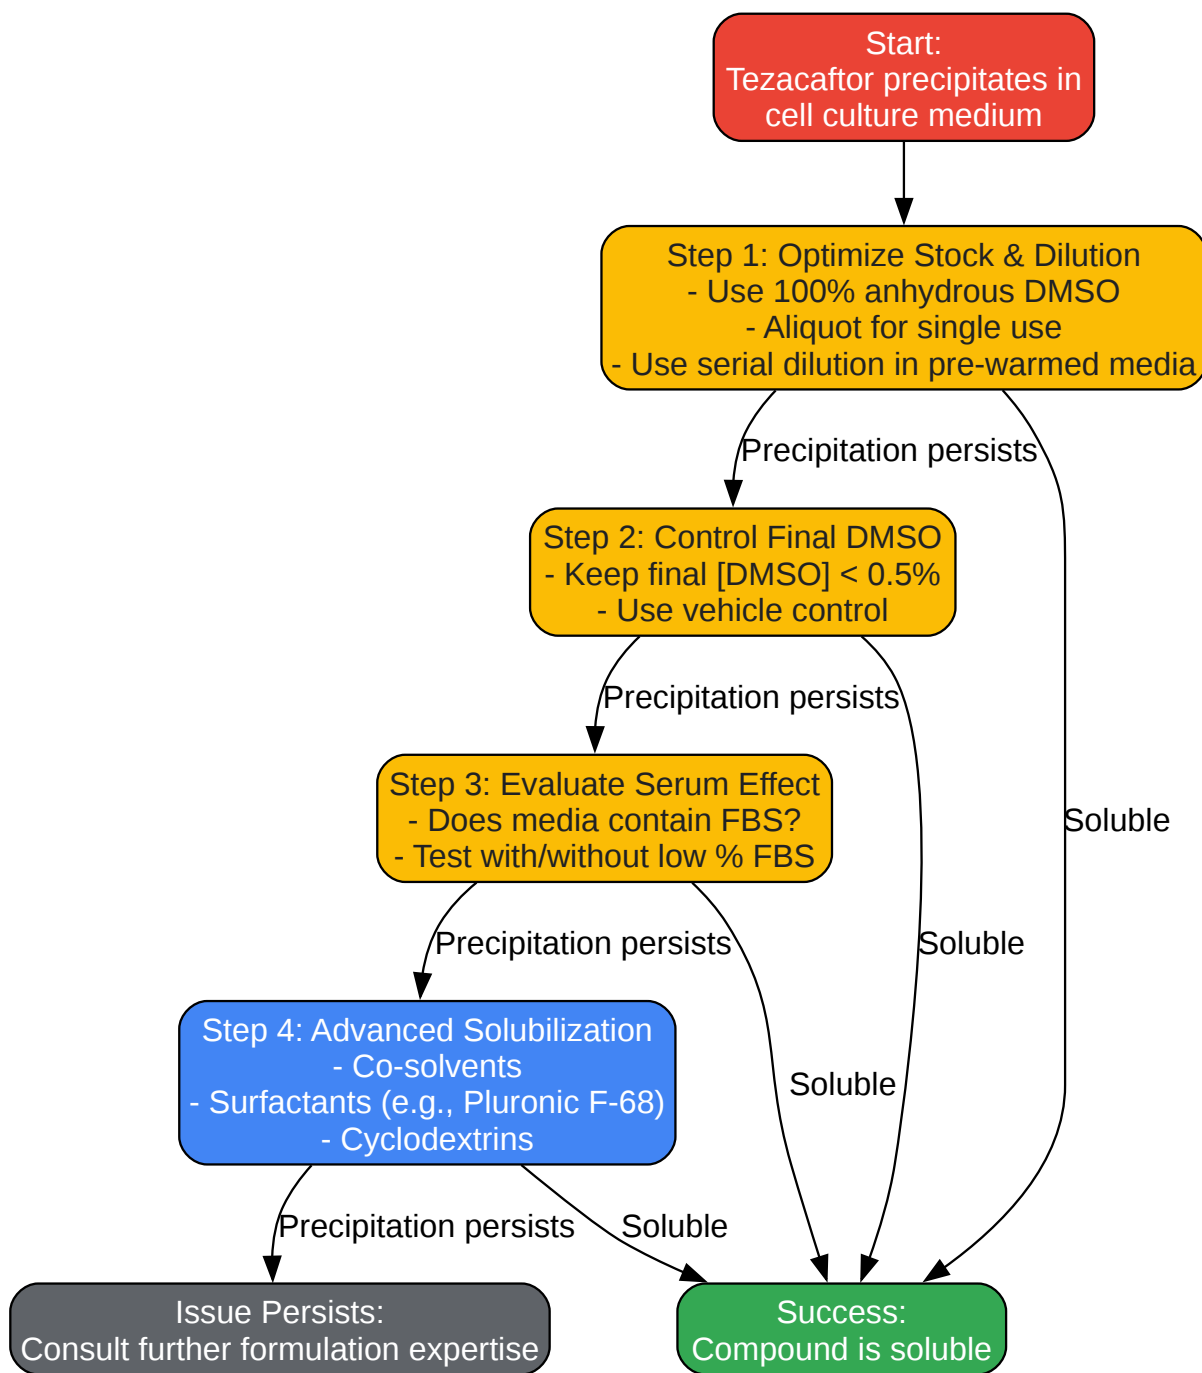 Start:
Tezacaftor precipitates in
cell culture medium
Step 1: Optimize Stock & Dilution
- Use 100% anhydrous DMSO
- Aliquot for single use
- Use serial dilution in pre-warmed media
Precipitation persists
Step 2: Control Final DMSO
- Keep final [DMSO] < 0.5%
- Use vehicle control
Precipitation persists
Step 3: Evaluate Serum Effect
- Does media contain FBS?
- Test with/without low % FBS
Soluble
Precipitation persists
Soluble
Step 4: Advanced Solubilization
- Co-solvents
- Surfactants (e.g., Pluronic F-68)
- Cyclodextrins
Soluble
Precipitation persists
Soluble
Issue Persists:
Consult further formulation expertise
Success:
Compound is soluble